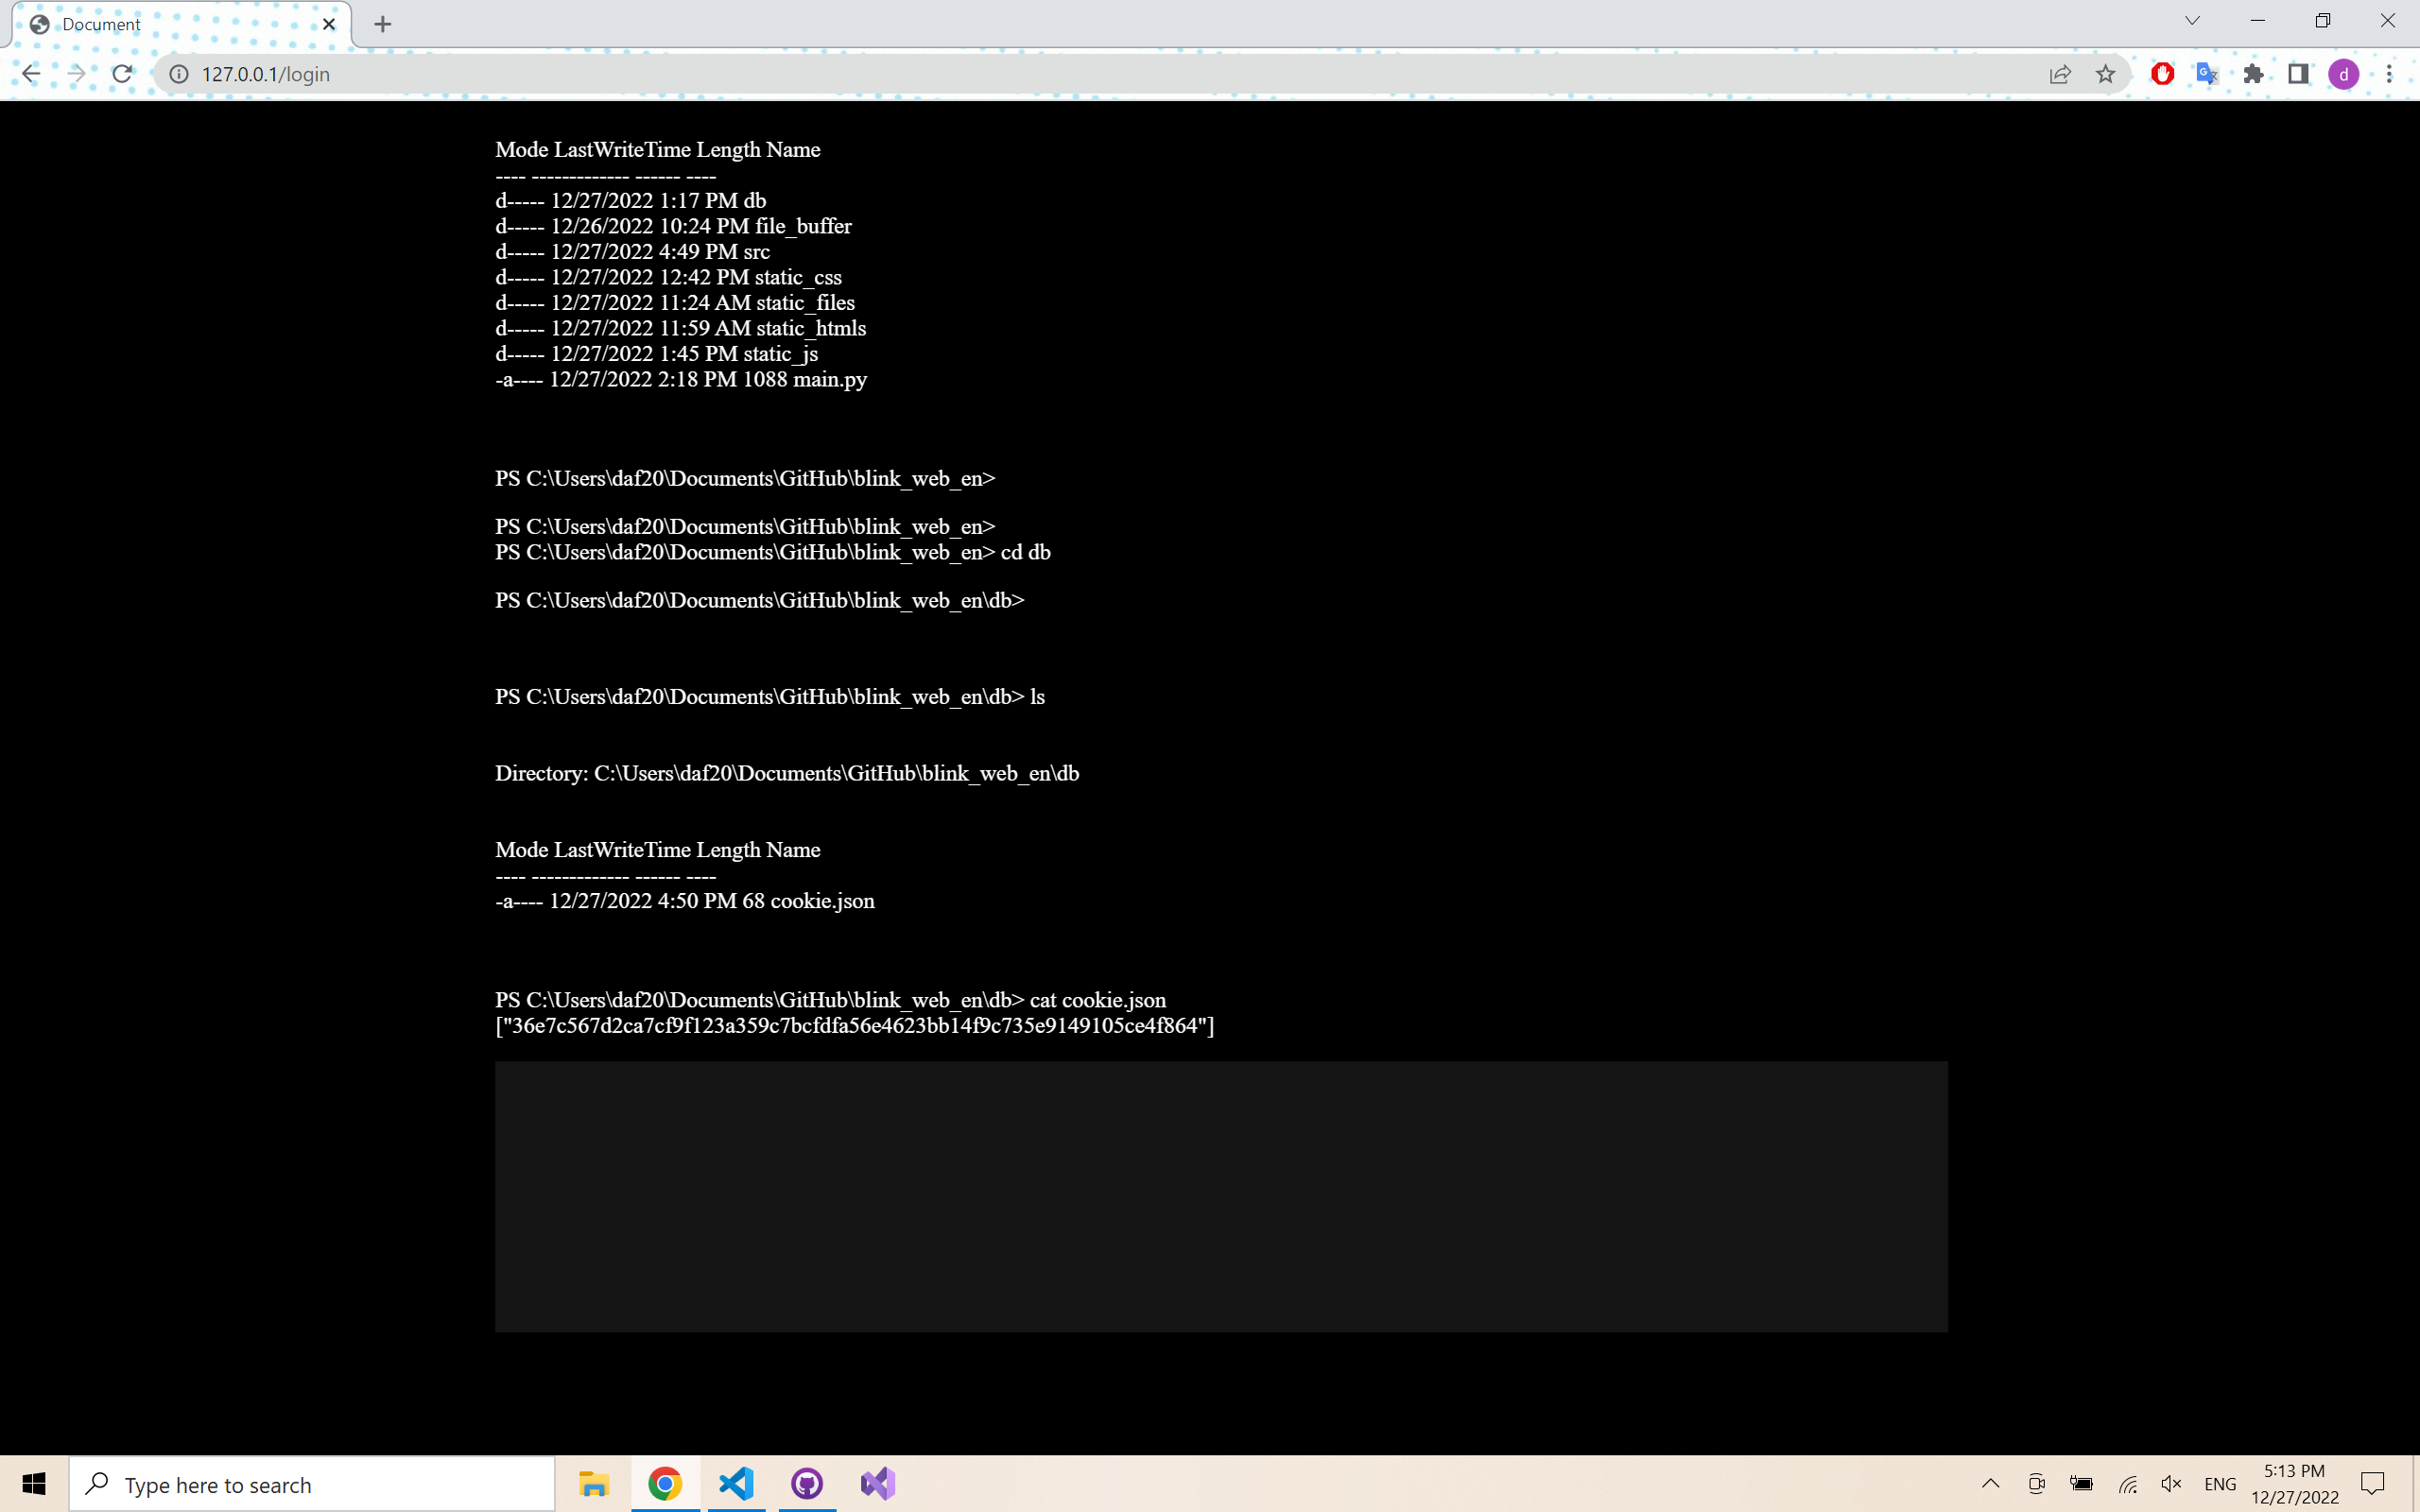 Document
127.0.0.1/login
d
Mode LastWriteTime Length Name
---- ------------- ------ ----
d----- 12/27/2022 1:17 PM db
d----- 12/26/2022 10:24 PM file_buffer
d----- 12/27/2022 4:49 PM src
d----- 12/27/2022 12:42 PM static_css
d----- 12/27/2022 11:24 AM static_files
d----- 12/27/2022 11:59 AM static_htmls
d----- 12/27/2022 1:45 PM static_js
-a---- 12/27/2022 2:18 PM 1088 main.py
PS C:\Users\daf20\Documents\GitHub\blink_web_en>
PS C:\Users\daf20\Documents\GitHub\blink_web_en>
PS C:\Users\daf20\Documents\GitHub\blink_web_en> cd db
PS C:\Users\daf20\Documents\GitHub\blink_web_en\db>
PS C:\Users\daf20\Documents\GitHub\blink_web_en\db> ls
Directory: C:\Users\daf20\Documents\GitHub\blink_web_en\db
Mode LastWriteTime Length Name
---- ------------- ------ ----
-a---- 12/27/2022 4:50 PM 68 cookie.json
PS C:\Users\daf20\Documents\GitHub\blink_web_en\db> cat cookie.json
["36e7c567d2ca7cf9f123a359c7bcfdfa56e4623bb14f9c735e9149105ce4f864"]
Type here to search
ENG
5:13 PM
12/27/2022